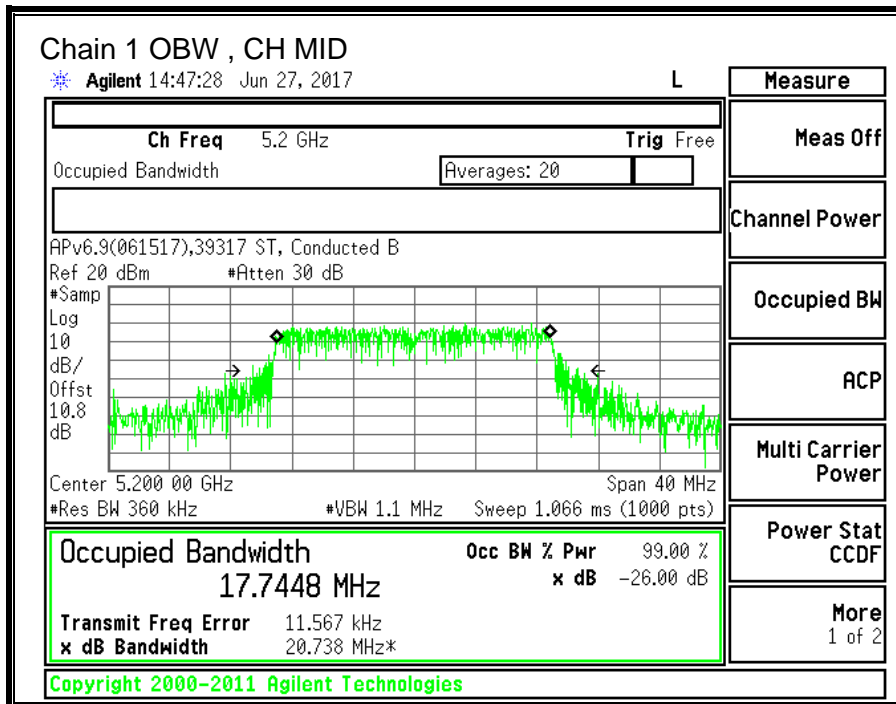 Chain 1 OBW , CH MID
Agilent 14:47:28 Jun 27, 2017 L
Measure
Ch Freq 5.2 GHz Trig Free
Meas Off
Occupied Bandwidth Averages: 20
Channel Power
APv6.9(061517),39317 ST, Conducted B
Ref 20 dBm #Atten 30 dB
#Samp
Log
10
dB/
Offst
10.8
dB
Occupied BW
ACP
Multi Carrier
Power
Center 5.200 00 GHz Span 40 MHz
#Res BW 360 kHz #VBW 1.1 MHz Sweep 1.066 ms (1000 pts)
Power Stat
CCDF
Occupied Bandwidth Occ BW % Pwr 99.00 %
17.7448 MHz x dB -26.00 dB
Transmit Freq Error 11.567 kHz
x dB Bandwidth 20.738 MHz*
More
1 of 2
Copyright 2000-2011 Agilent Technologies